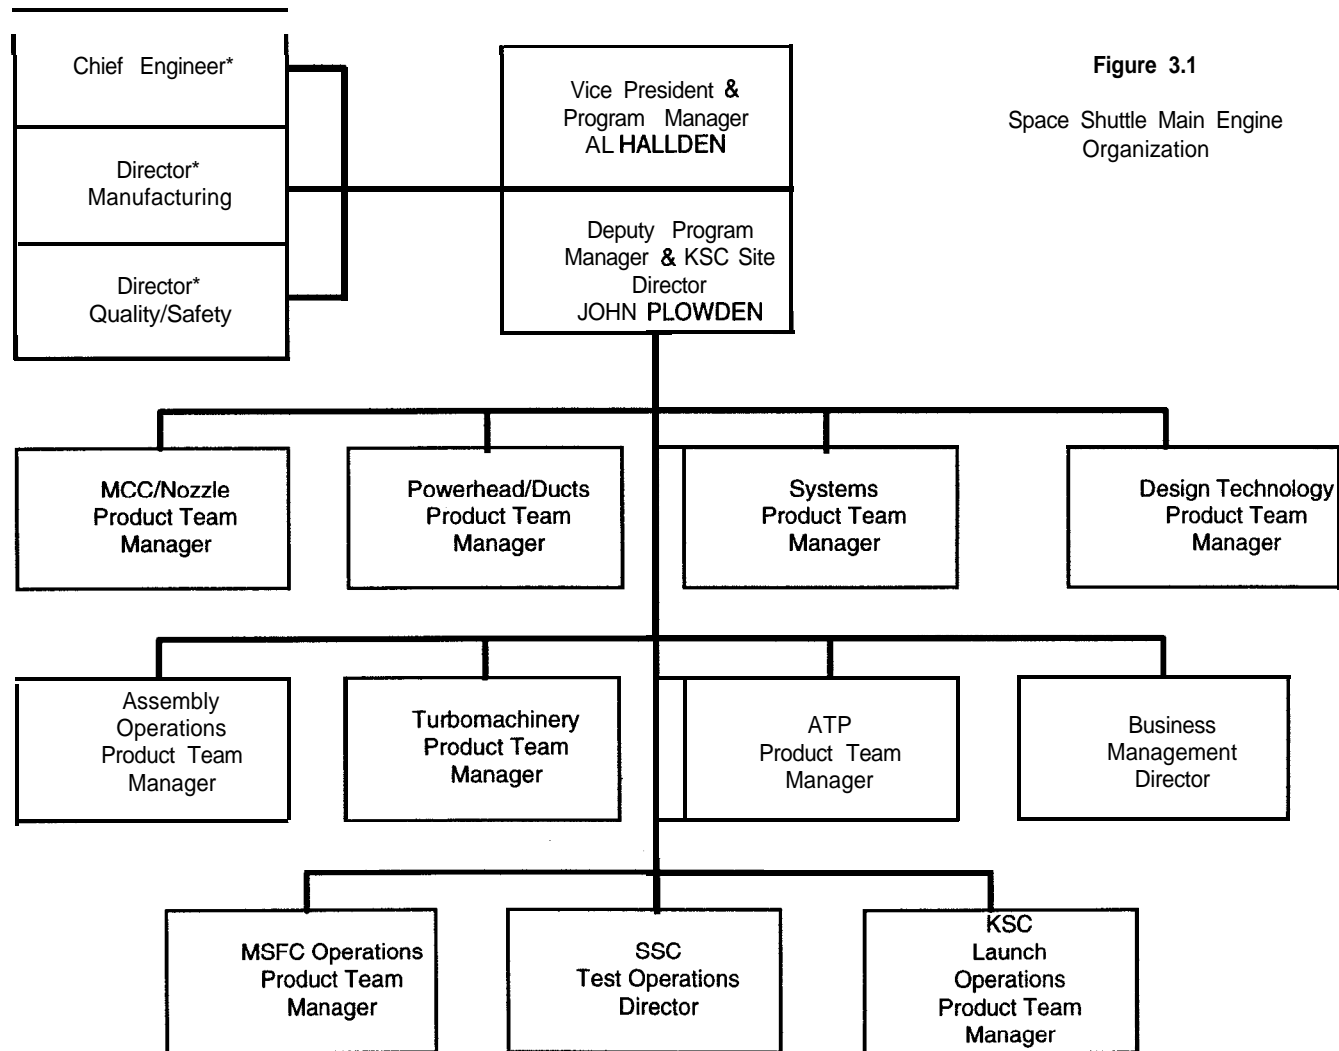 Chief Engineer*
Director*
Manufacturing
Director*
Quality/Safety
Vice President &
Program Manager
AL HALLDEN
Deputy Program
Manager & KSC Site
Director
JOHN PLOWDEN
Figure 3.1
Space Shuttle Main Engine
Organization
MCC/Nozzle
Product Team
Manager
Powerhead/Ducts
Product Team
Manager
Systems
Product Team
Manager
Design Technology
Product Team
Manager
Assembly
Operations
Product Team
Manager
Turbomachinery
Product Team
Manager
ATP
Product Team
Manager
Business
Management
Director
MSFC Operations
Product Team
Manager
SSC
Test Operations
Director
KSC
Launch
Operations
Product Team
Manager